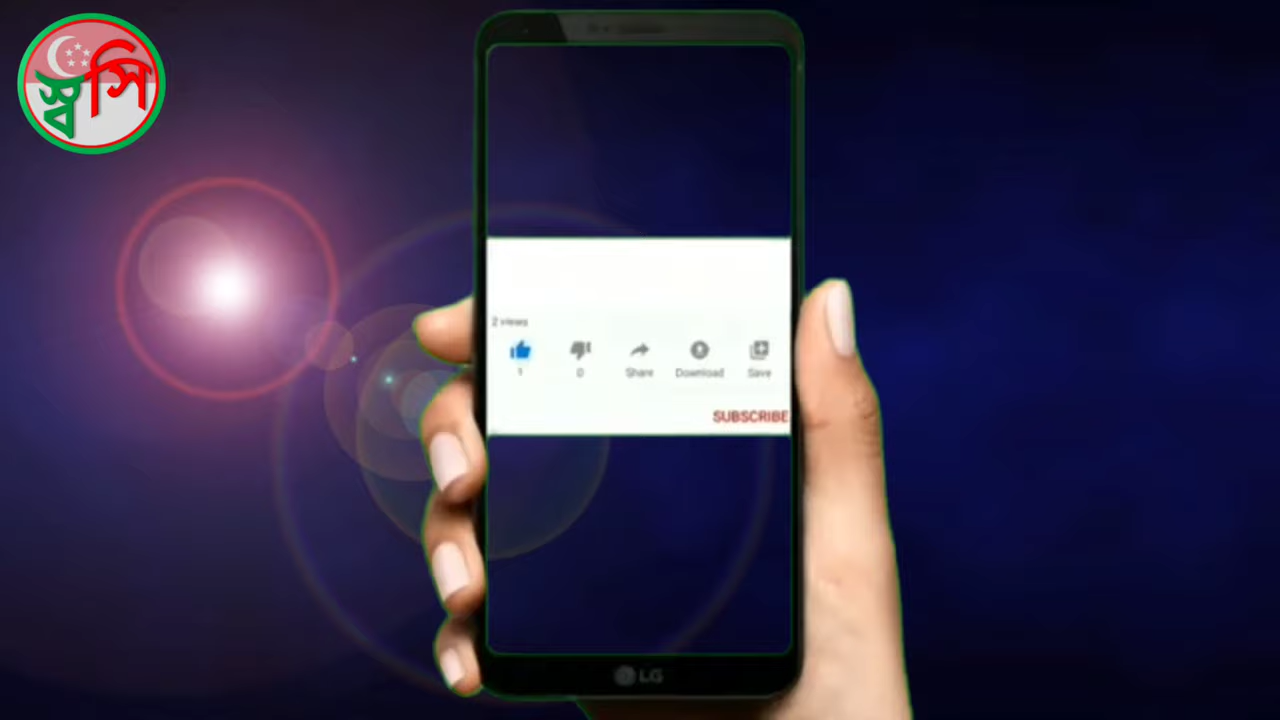 স্বসি
2 views
1
0
Share
Download
Save
SUBSCRIBE
LG